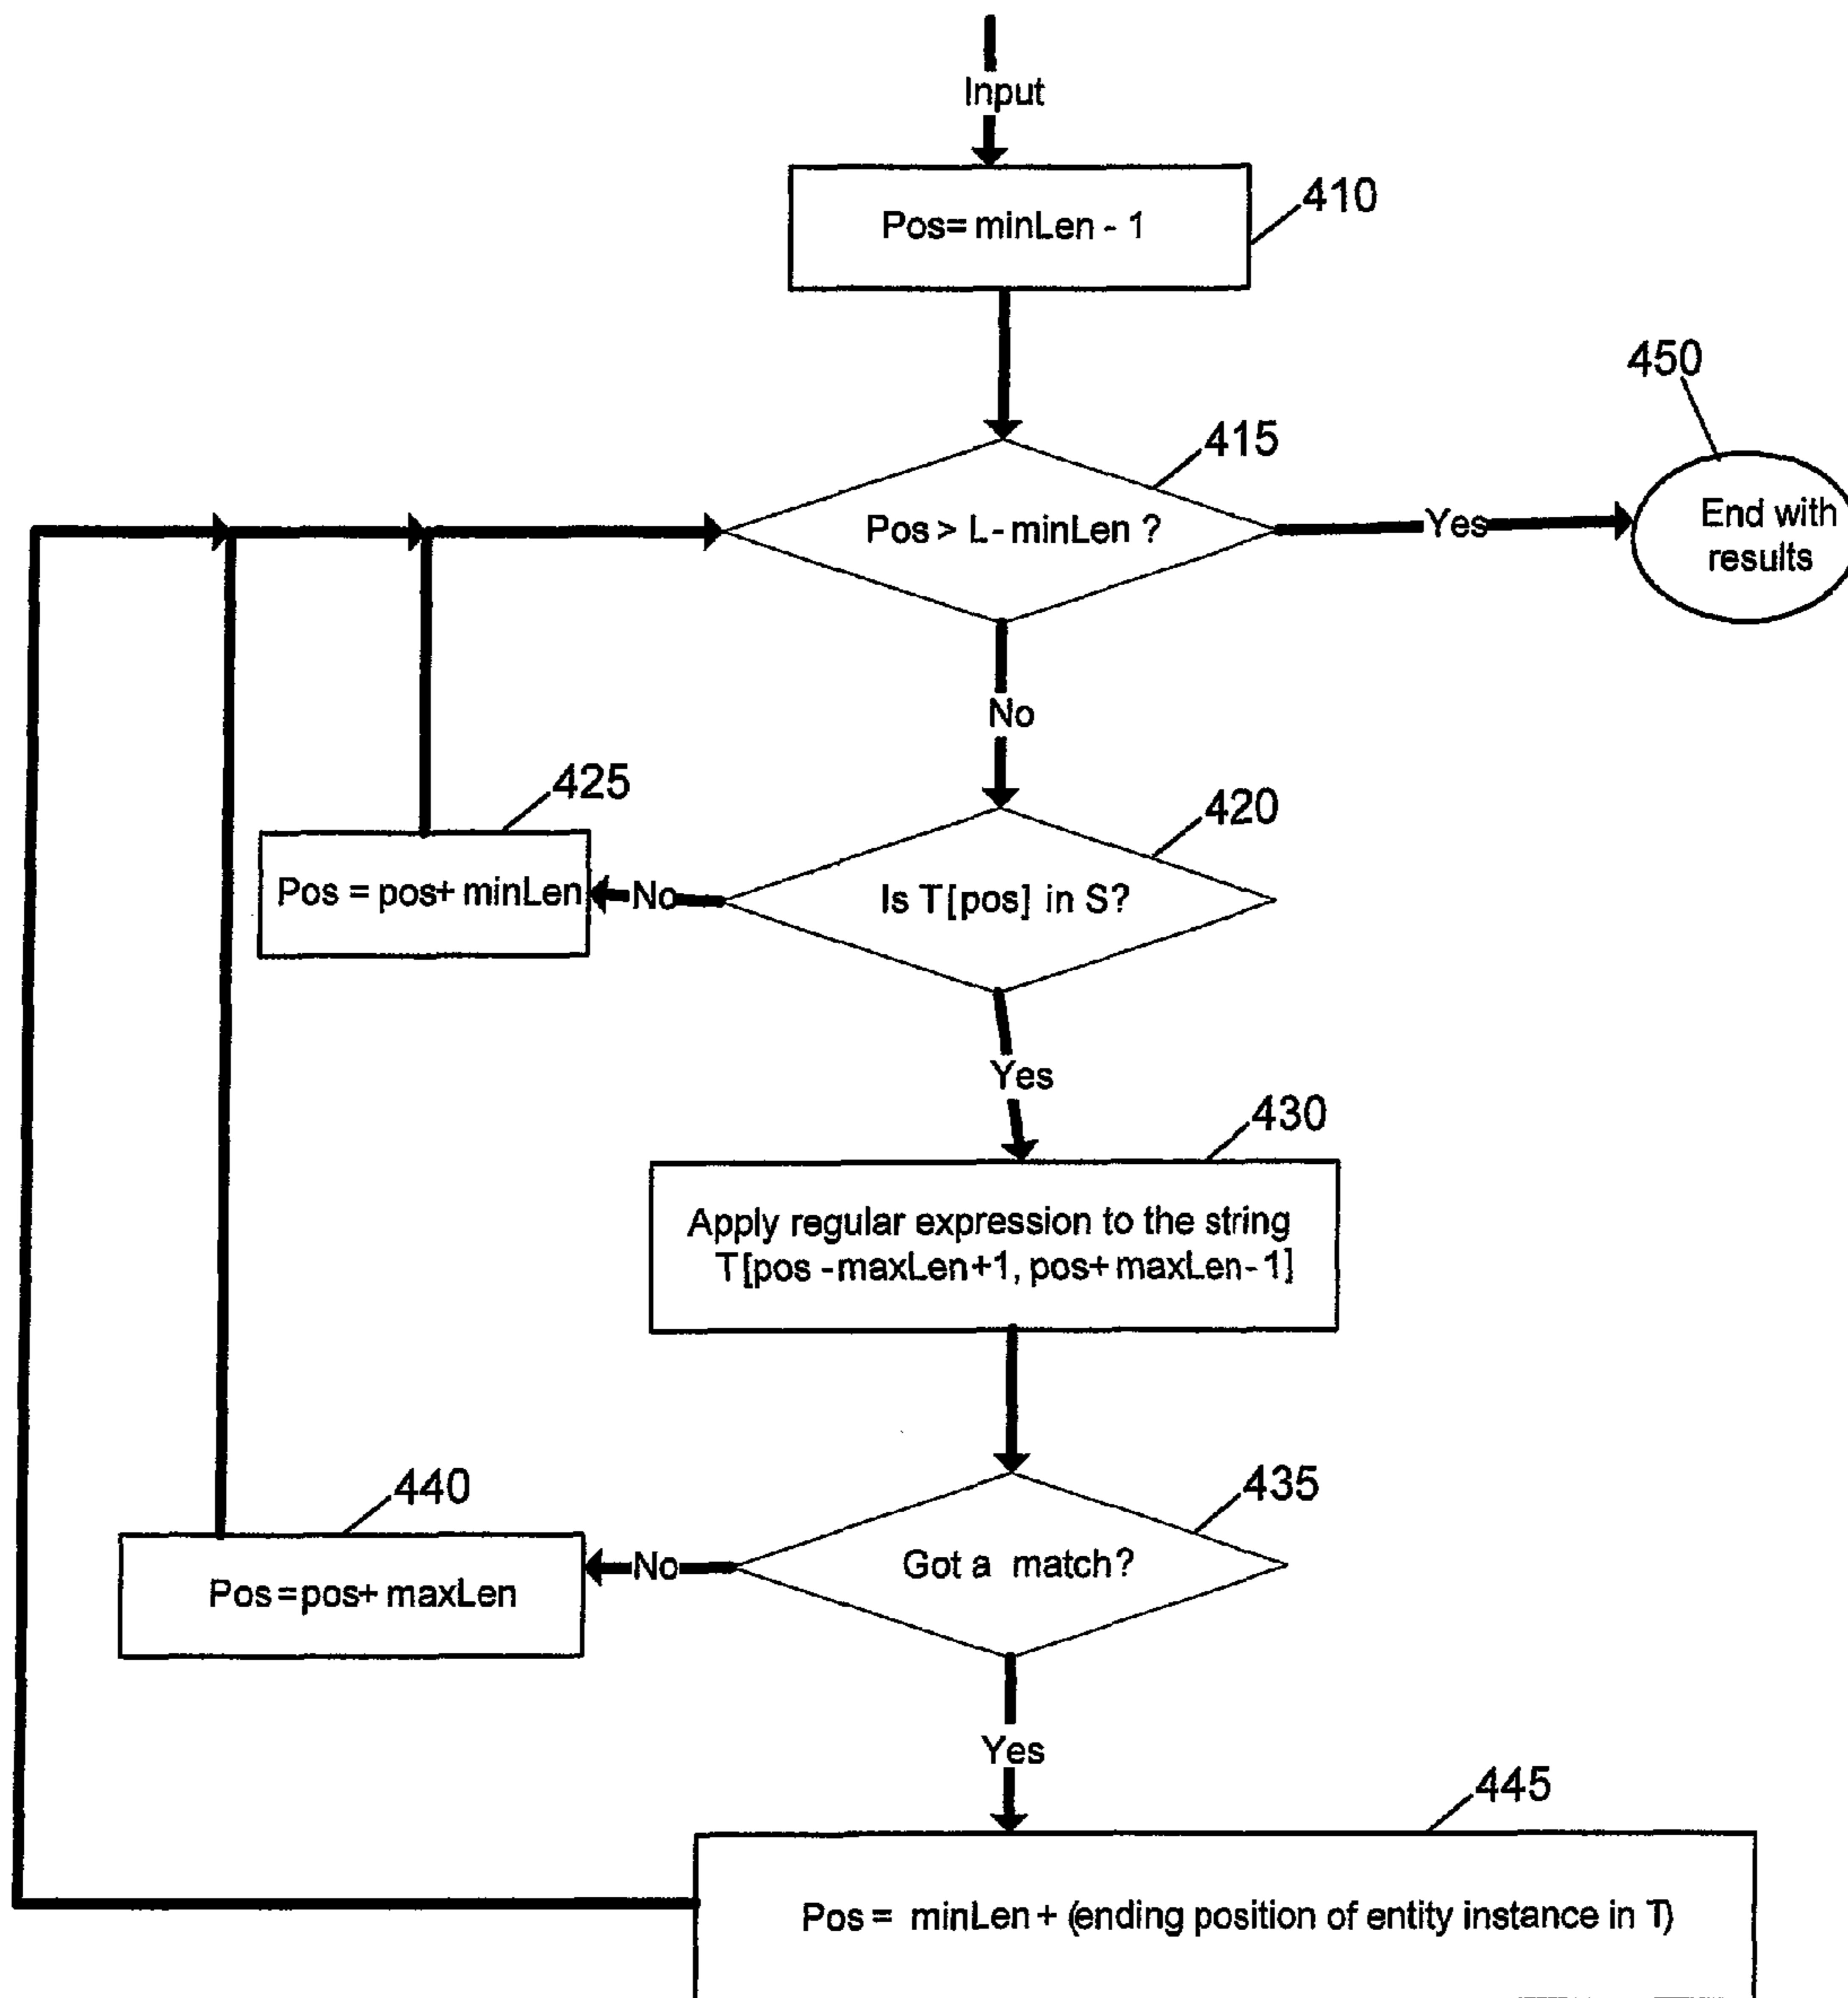 Input
Pos= minLen - 1
410
450
415
Pos > L-minLen ?
Yes
End with
results
No
425
420
Pos = pos+ minLen
No
Is T[pos] in S?
Yes
430
Apply regular expression to the string
T[pos -maxLen+1, pos+ maxLen-1]
440
435
Pos =pos+ maxLen
No
Got a match?
Yes
445
Pos = minLen + (ending position of entity instance in T)